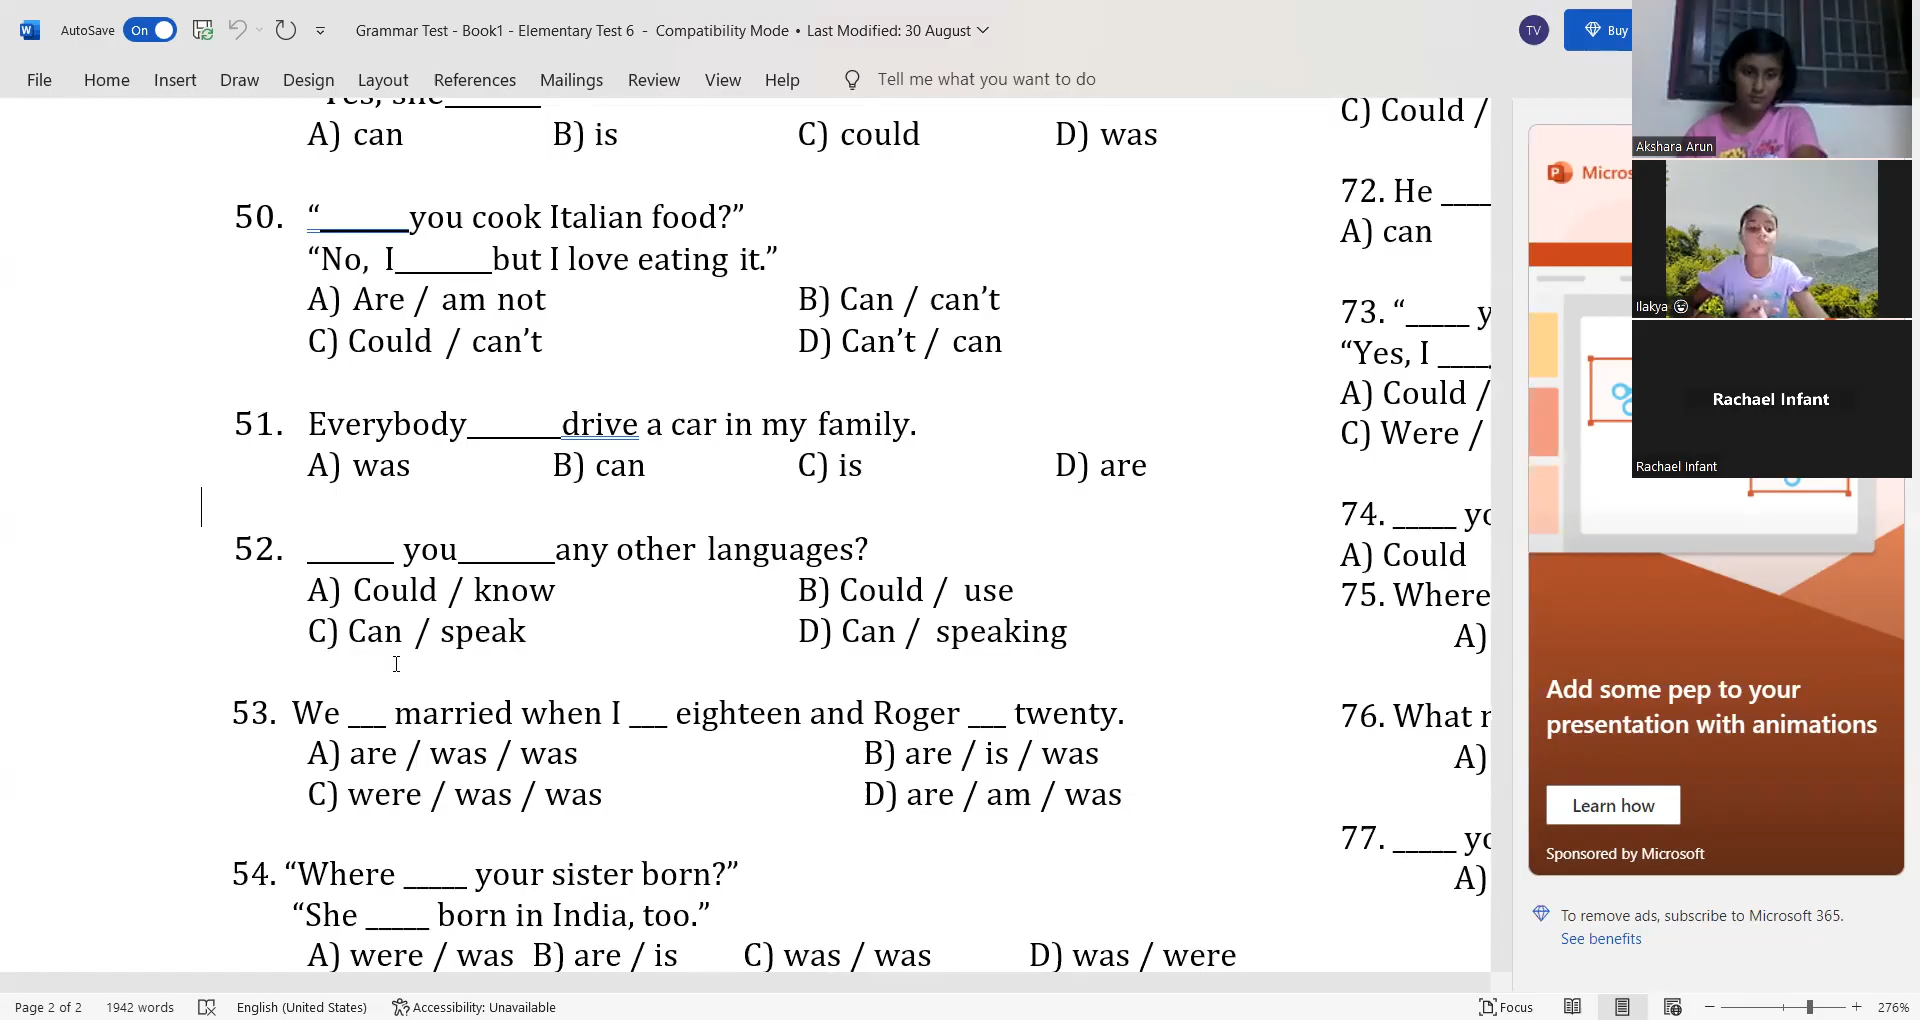 AutoSave On Grammar Test - Book1 - Elementary Test 6 - Compatibility Mode • Last Modified: 30 August TV Buy
File Home Insert Draw Design Layout References Mailings Review View Help Tell me what you want to do
Yes, she______
A) can B) is C) could D) was
50. “______you cook Italian food?”
“No, I______but I love eating it.”
A) Are / am not B) Can / can’t
C) Could / can’t D) Can’t / can
51. Everybody______drive a car in my family.
A) was B) can C) is D) are
52. ______ you______any other languages?
A) Could / know B) Could / use
C) Can / speak D) Can / speaking
53. We ___ married when I ___ eighteen and Roger ___ twenty.
A) are / was / was B) are / is / was
C) were / was / was D) are / am / was
54. “Where _____ your sister born?”
“She _____ born in India, too.”
A) were / was B) are / is C) was / was D) was / were
C) Could /
72. He ____
A) can
73. “_____ y
“Yes, I ____
A) Could /
C) Were /
74. _____ yo
A) Could
75. Where
A)
76. What
A)
77. _____ yo
A)
Akshara Arun
Ilakya 😄
Rachael Infant
Rachael Infant
Micros
Add some pep to your
presentation with animations
Learn how
Sponsored by Microsoft
To remove ads, subscribe to Microsoft 365.
See benefits
Page 2 of 2 1942 words English (United States) Accessibility: Unavailable Focus 276%